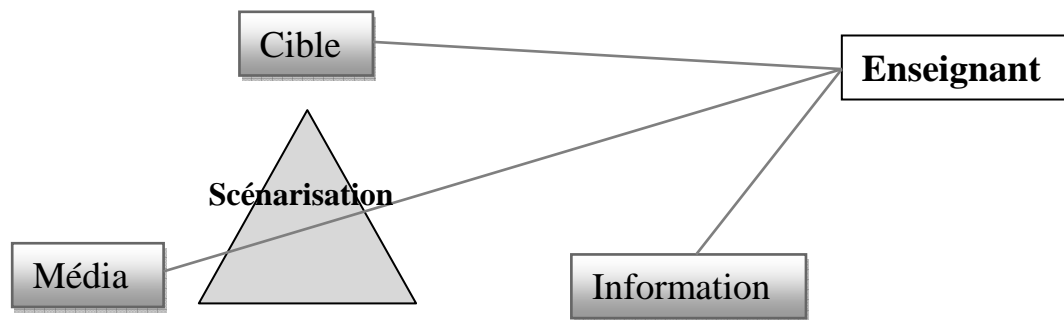 Cible
Enseignant
Scénarisation
Média
Information